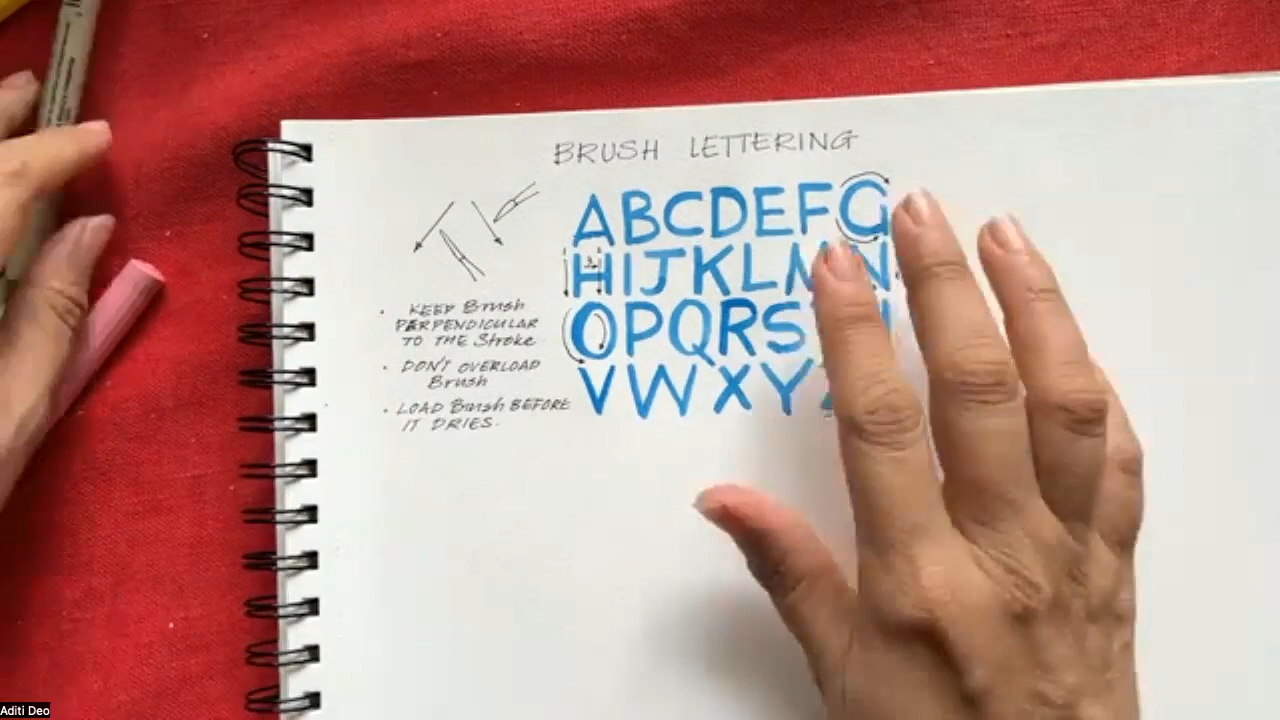 BRUSH LETTERING
ABCDEFG
HIJKLMN
OPQRS
VWXY
. KEEP Brush
PERPENDICULAR
TO THE Stroke.
. DON'T OVERLOAD
Brush
. LOAD Brush BEFORE
IT DRIES.
Aditi Deo